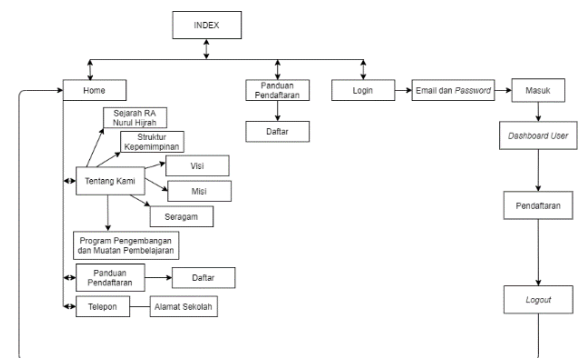 INDEX
Home
Panduan
Pendaftaran
Login
Email dan Password
Masuk
Sejarah RA
Nurul Hijrah
Struktur
Kepemimpinan
Daftar
Dashboard User
Visi
Tentang Kami
Misi
Seragam
Pendaftaran
Program Pengembangan
dan Muatan Pembelajaran
Panduan
Pendaftaran
Daftar
Telepon
Alamat Sekolah
Logout